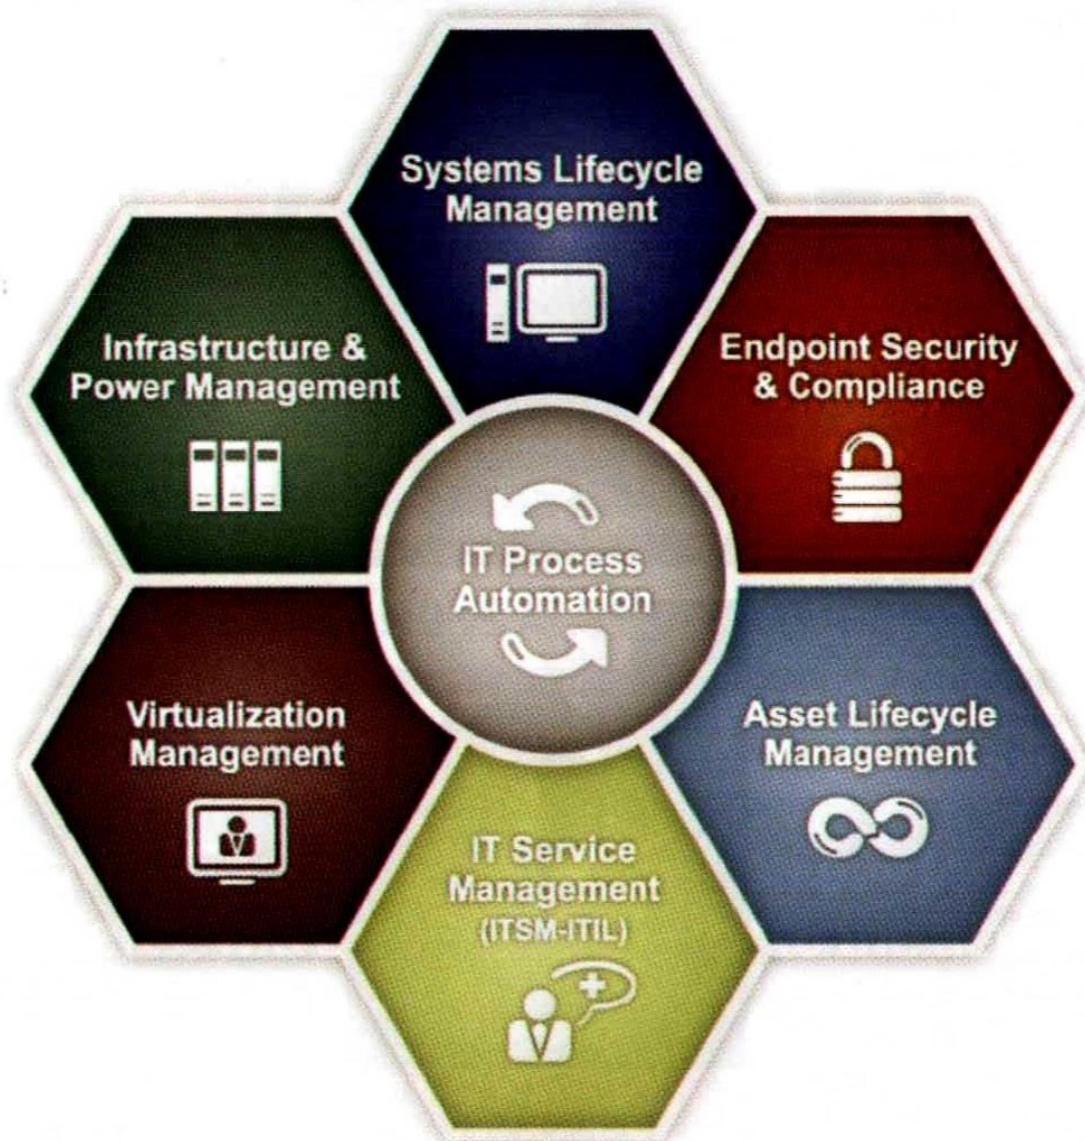 Systems Lifecycle
Management
Endpoint Security
& Compliance
Asset Lifecycle
Management
IT Service
Management
(ITSM-ITIL)
Virtualization
Management
Infrastructure &
Power Management
IT Process
Automation